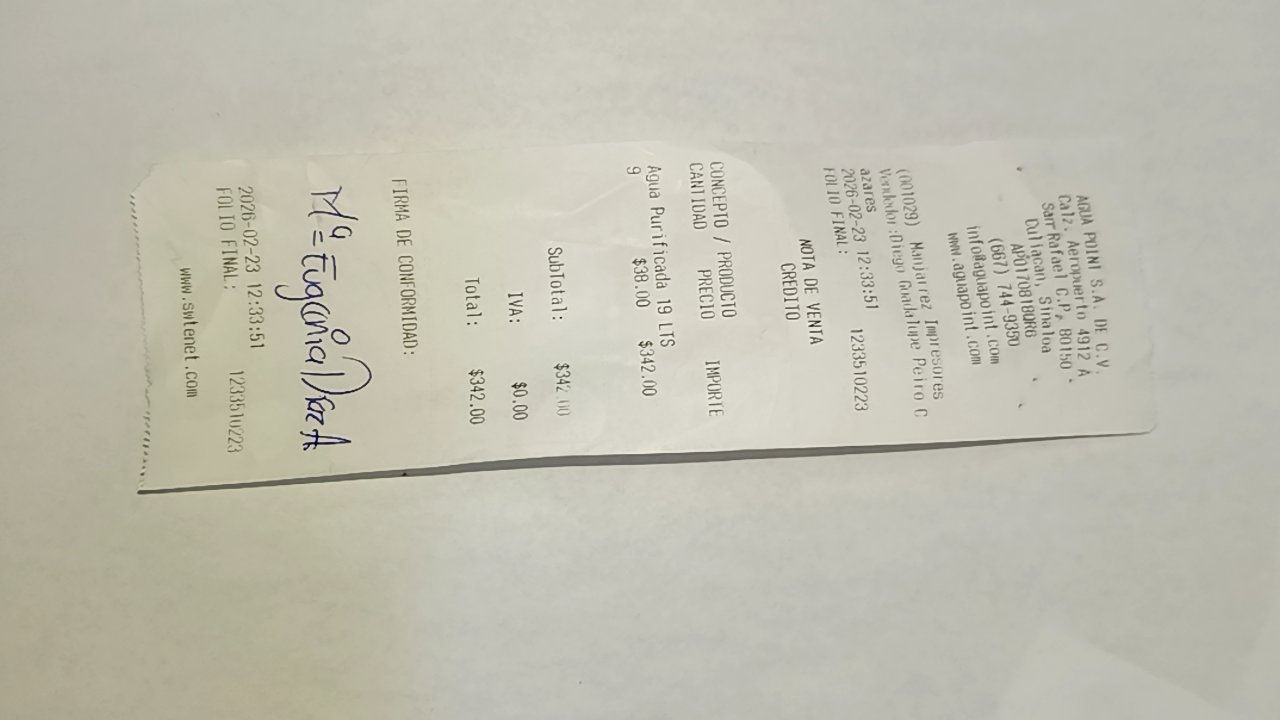 AGUA POINT S.A. DE C.V.
Calz. Aeropuerto 4912 A.
San Rafael C.P. 80150
Culiacan, Sinaloa
APO170818QR6
(667) 744-9350
info@aguapoint.com
www.aguapoint.com
(001029) Manjarrez Impresores
Vendedor:Diego Guadalupe Peiro C
azares
2026-02-23 12:33:51 1233510223
FOLIO FINAL:
NOTA DE VENTA
CREDITO
CONCEPTO / PRODUCTO
CANTIDAD PRECIO IMPORTE
Agua Purificada 19 LTS
9 $38.00 $342.00
SubTotal: $342.00
IVA: $0.00
Total: $342.00
FIRMA DE CONFORMIDAD:
Mª Eugenia Diaz A
2026-02-23 12:33:51 1233510223
FOLIO FINAL:
www.swtenet.com